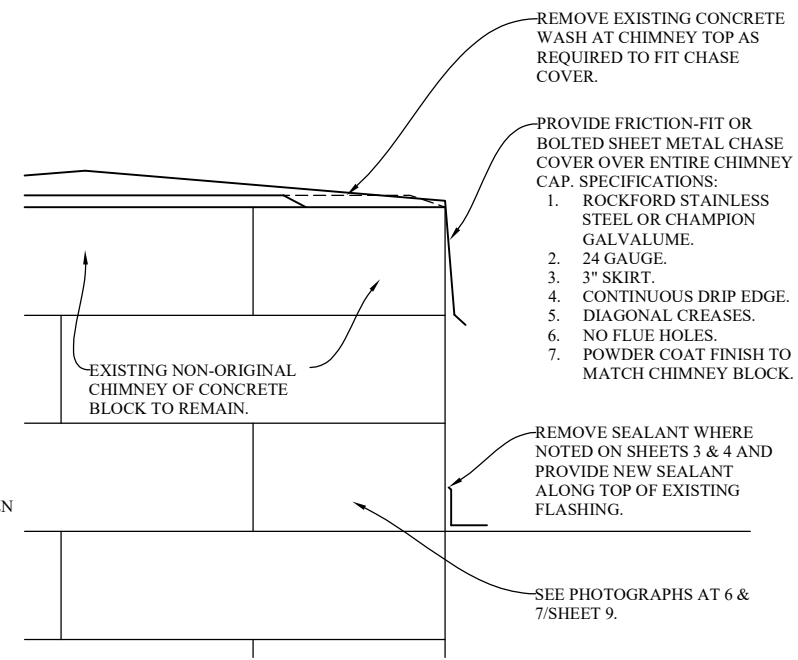 REMOVE EXISTING CONCRETE
WASH AT CHIMNEY TOP AS
REQUIRED TO FIT CHASE
COVER.
PROVIDE FRICTION-FIT OR
BOLTED SHEET METAL CHASE
COVER OVER ENTIRE CHIMNEY
CAP. SPECIFICATIONS:
1. ROCKFORD STAINLESS
STEEL OR CHAMPION
GALVALUME.
2. 24 GAUGE.
3. 3" SKIRT.
4. CONTINUOUS DRIP EDGE.
5. DIAGONAL CREASES.
6. NO FLUE HOLES.
7. POWDER COAT FINISH TO
MATCH CHIMNEY BLOCK.
EXISTING NON-ORIGINAL
CHIMNEY OF CONCRETE
BLOCK TO REMAIN.
REMOVE SEALANT WHERE
NOTED ON SHEETS 3 & 4 AND
PROVIDE NEW SEALANT
ALONG TOP OF EXISTING
FLASHING.
SEE PHOTOGRAPHS AT 6 &
7/SHEET 9.